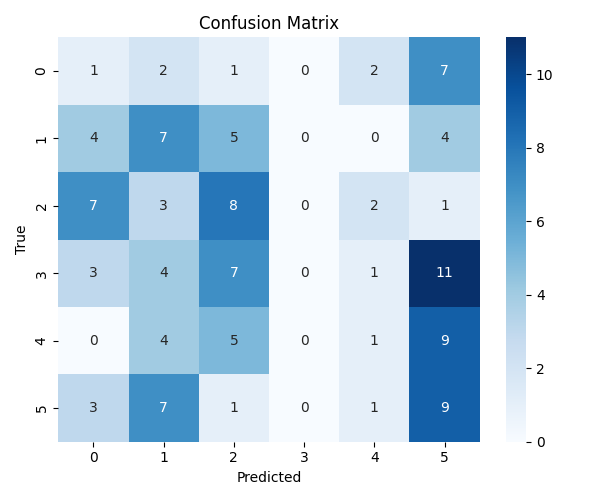 Confusion Matrix
True
0 1 2 1 0 2 7
1 4 7 5 0 0 4
2 7 3 8 0 2 1
3 3 4 7 0 1 11
4 0 4 5 0 1 9
5 3 7 1 0 1 9
0 1 2 3 4 5
Predicted
10
8
6
4
2
0